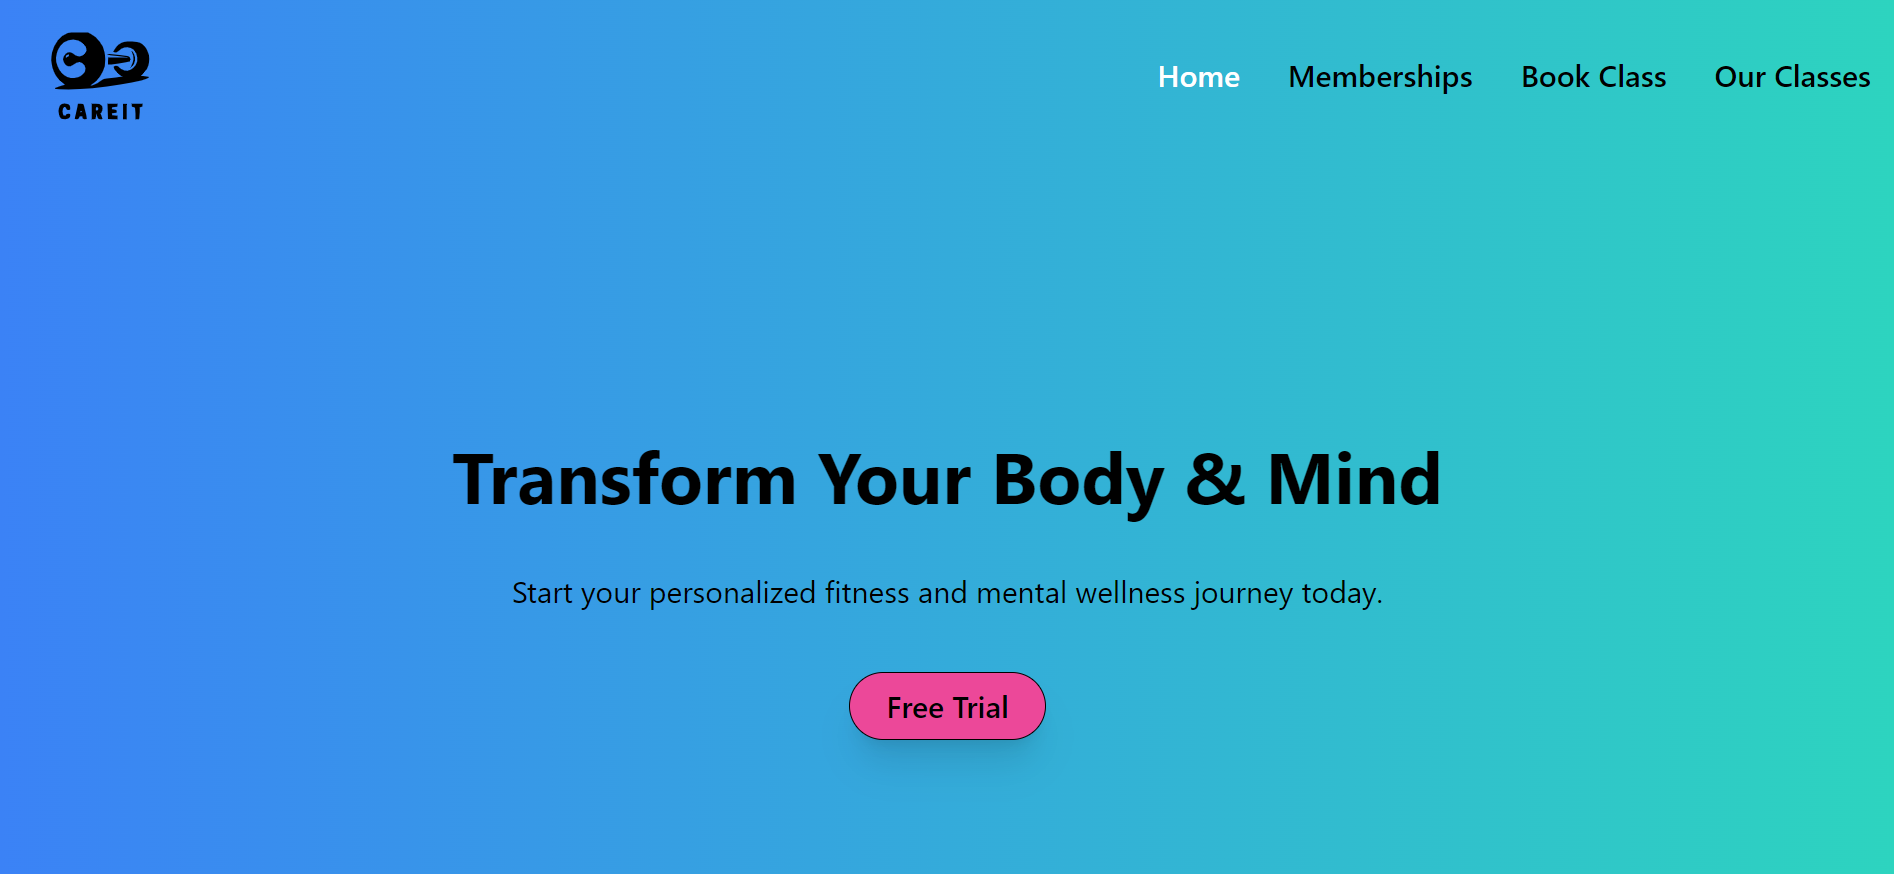 CAREIT
Home Memberships Book Class Our Classes
Transform Your Body & Mind
Start your personalized fitness and mental wellness journey today.
Free Trial